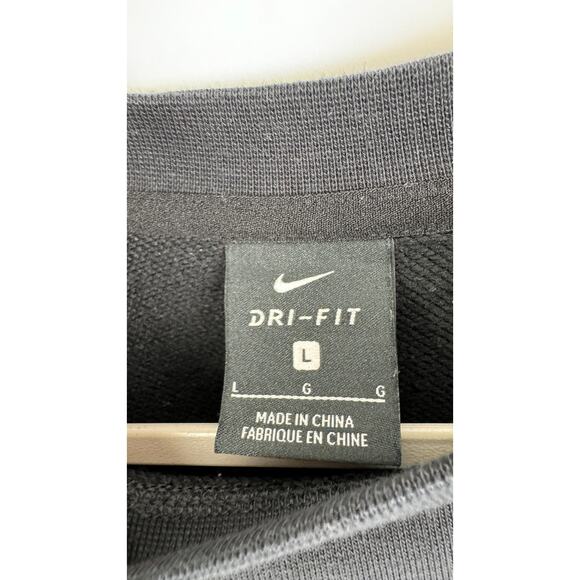 DRI-FIT
L
L G G
MADE IN CHINA
FABRIQUE EN CHINE